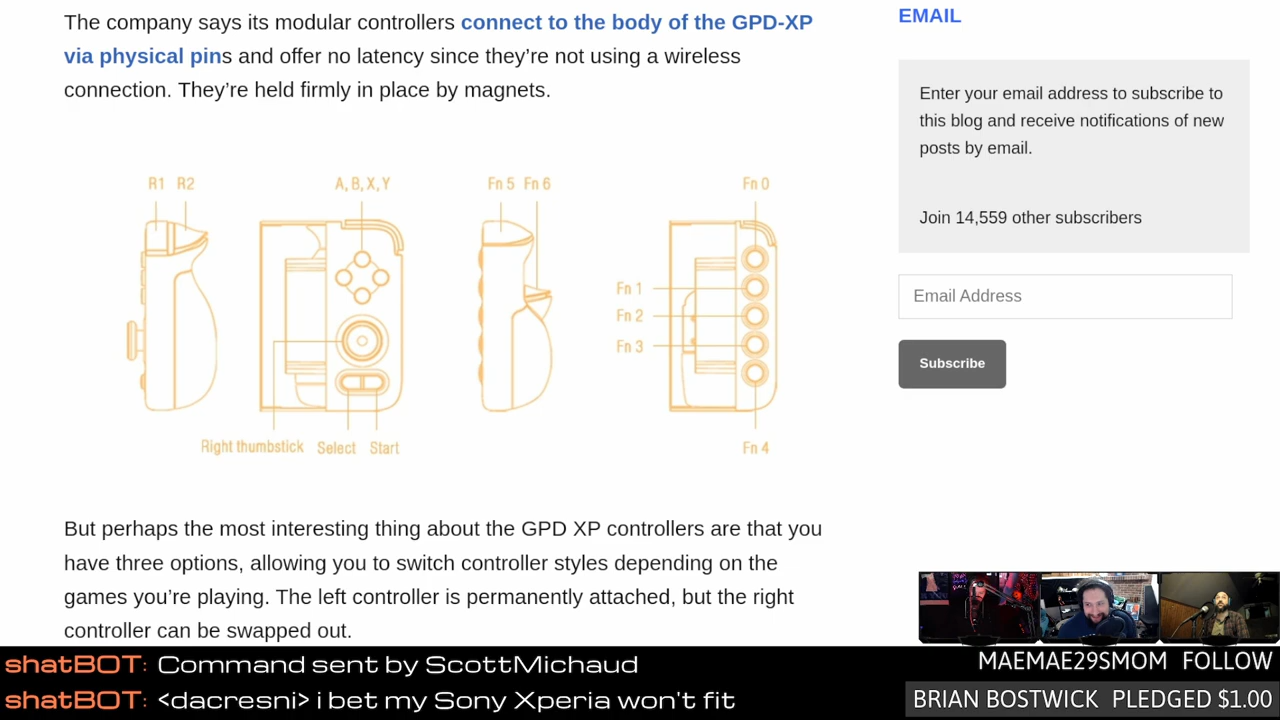 The company says its modular controllers connect to the body of the GPD-XP
via physical pins and offer no latency since they're not using a wireless
connection. They're held firmly in place by magnets.
R1 R2
A, B, X, Y
Fn 5 Fn 6
Fn 0
Fn 1
Fn 2
Fn 3
Right thumbstick Select Start
Fn 4
But perhaps the most interesting thing about the GPD XP controllers are that you
have three options, allowing you to switch controller styles depending on the
games you're playing. The left controller is permanently attached, but the right
controller can be swapped out.
EMAIL
Enter your email address to subscribe to
this blog and receive notifications of new
posts by email.
Join 14,559 other subscribers
Email Address
Subscribe
shatBOT: Command sent by ScottMichaud
shatBOT: <dacresni> i bet my Sony Xperia won't fit
MAEMAE29SMOM FOLLOW
BRIAN BOSTWICK PLEDGED $1.00